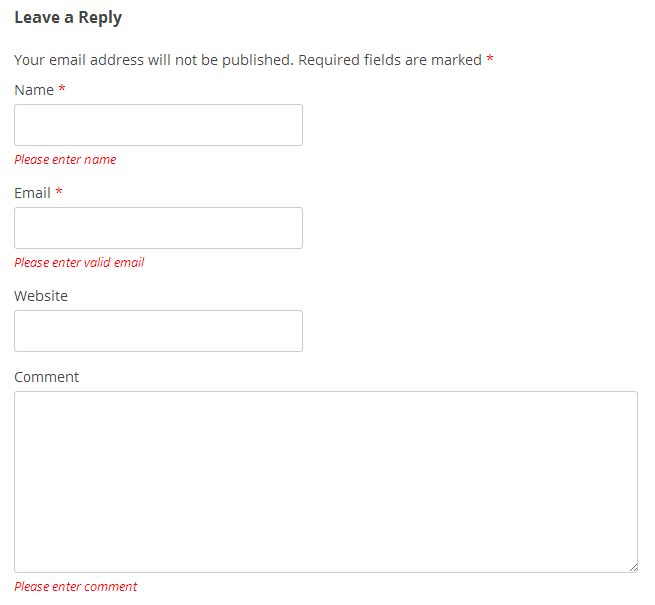 Leave a Reply
Your email address will not be published. Required fields are marked *
Name *
Please enter name
Email *
Please enter valid email
Website
Comment
Please enter comment